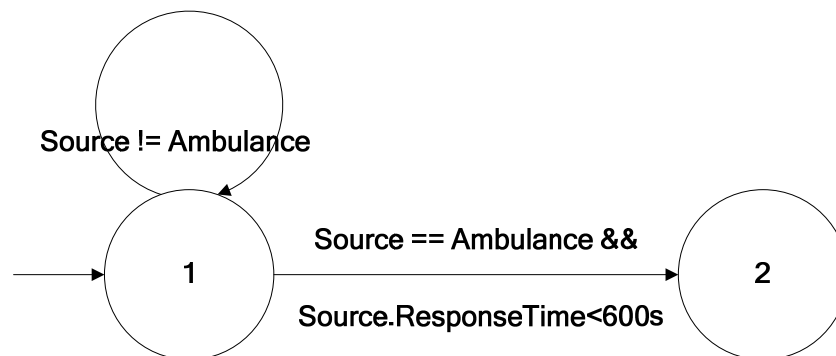 Source != Ambulance
Source == Ambulance &&
1
2
Source.ResponseTime<600s